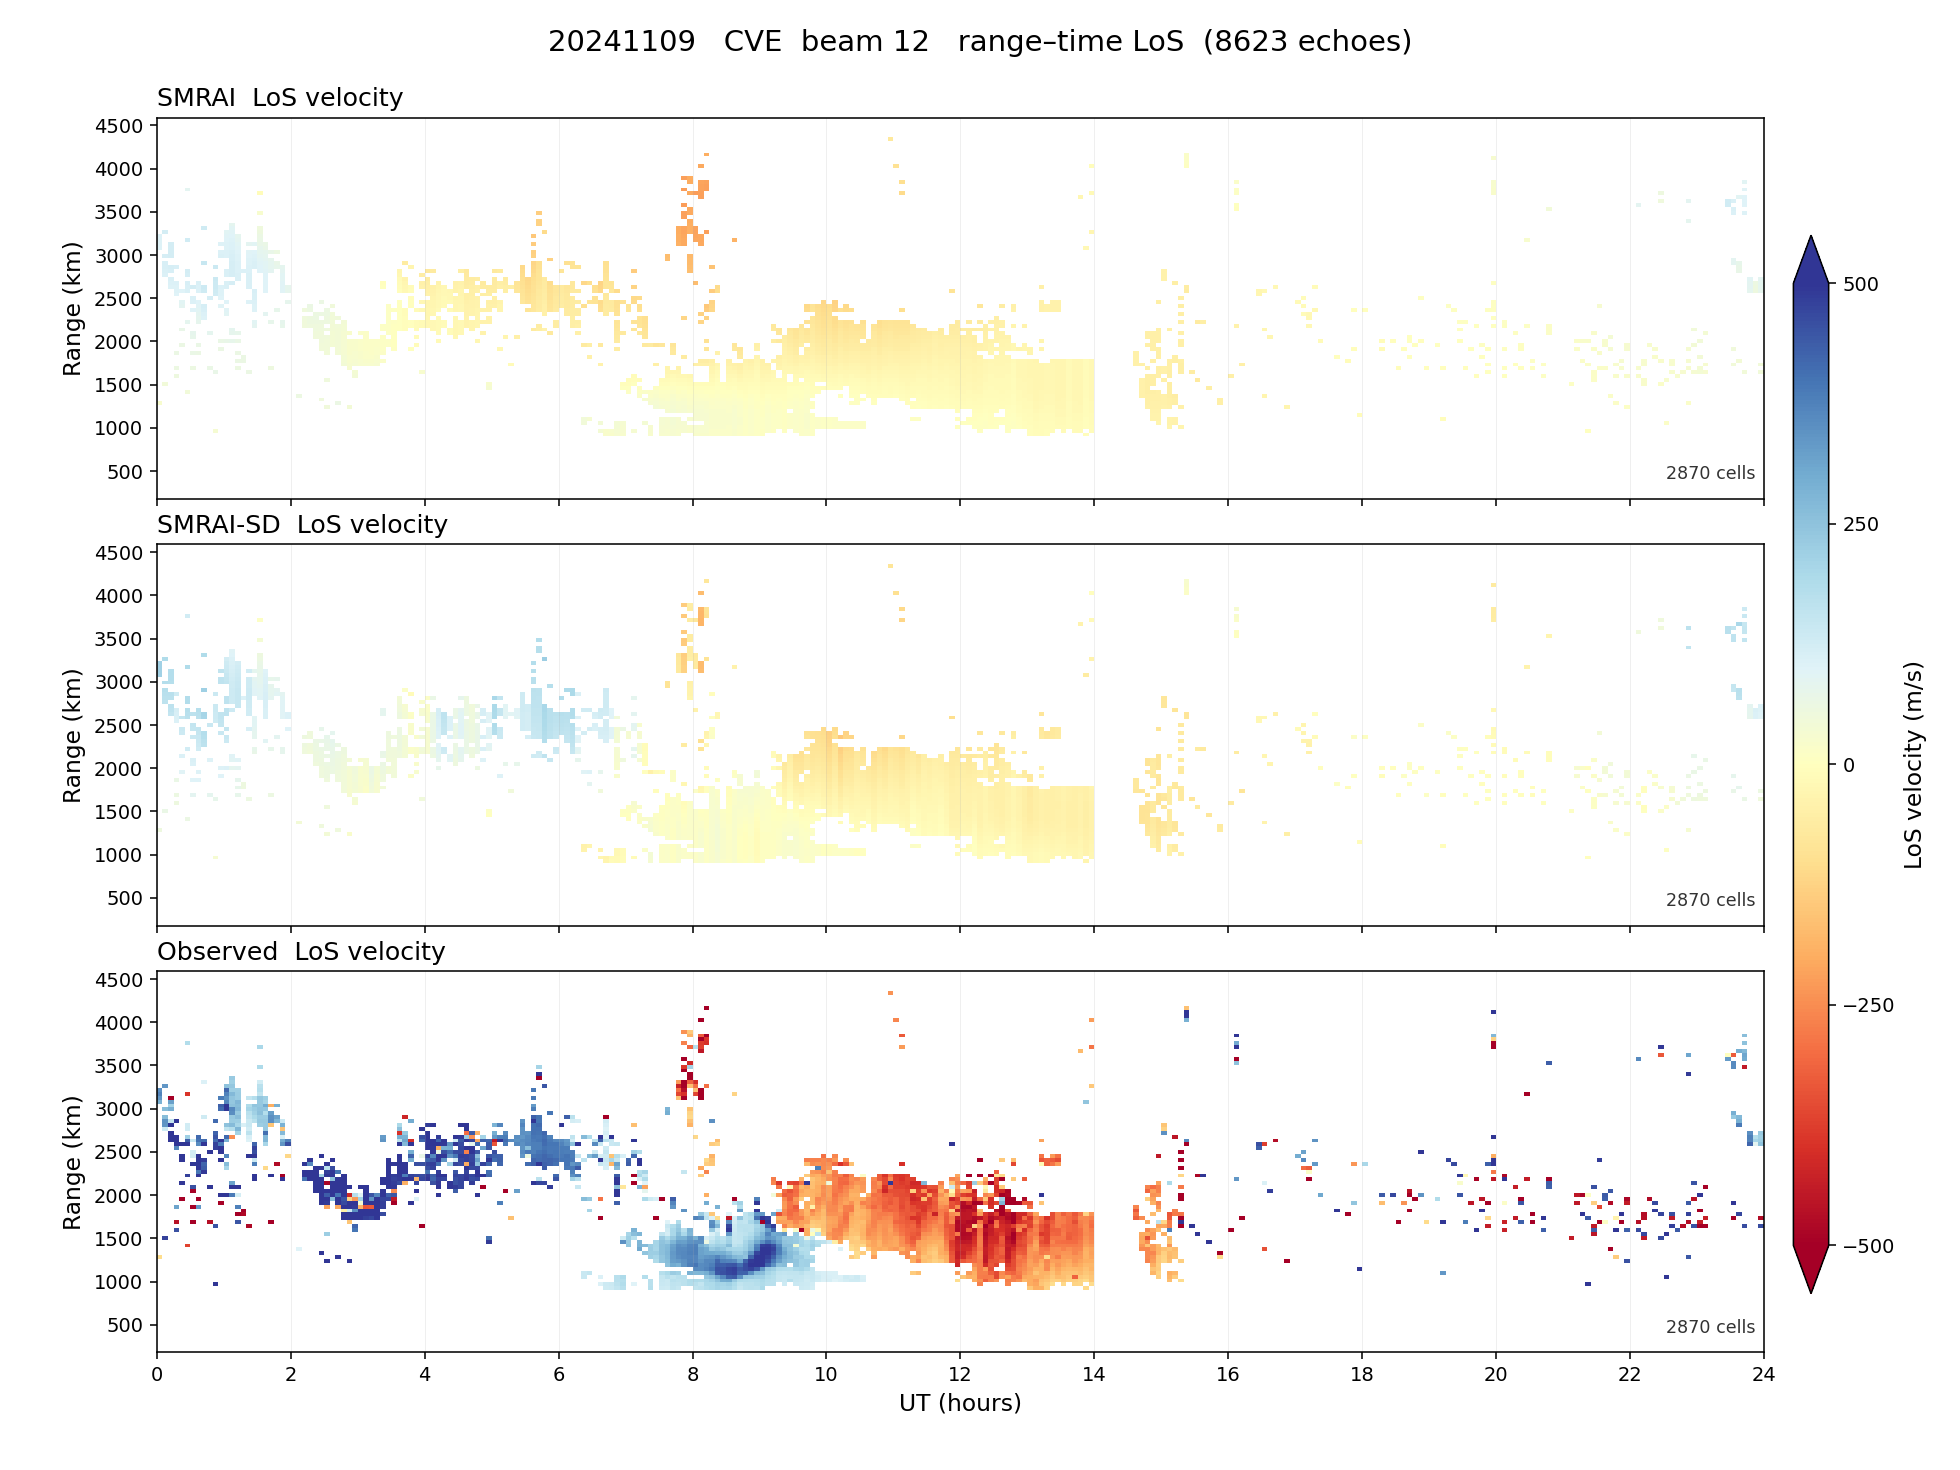 20241109   CVE  beam 12   range–time LoS  (8623 echoes)
SMRAI  LoS velocity
4500
4000
3500
3000
2500
2000
1500
1000
500
Range (km)
2870 cells
SMRAI-SD  LoS velocity
4500
4000
3500
3000
2500
2000
1500
1000
500
Range (km)
2870 cells
Observed  LoS velocity
4500
4000
3500
3000
2500
2000
1500
1000
500
Range (km)
2870 cells
0 2 4 6 8 10 12 14 16 18 20 22 24
UT (hours)
500
250
0
−250
−500
LoS velocity (m/s)